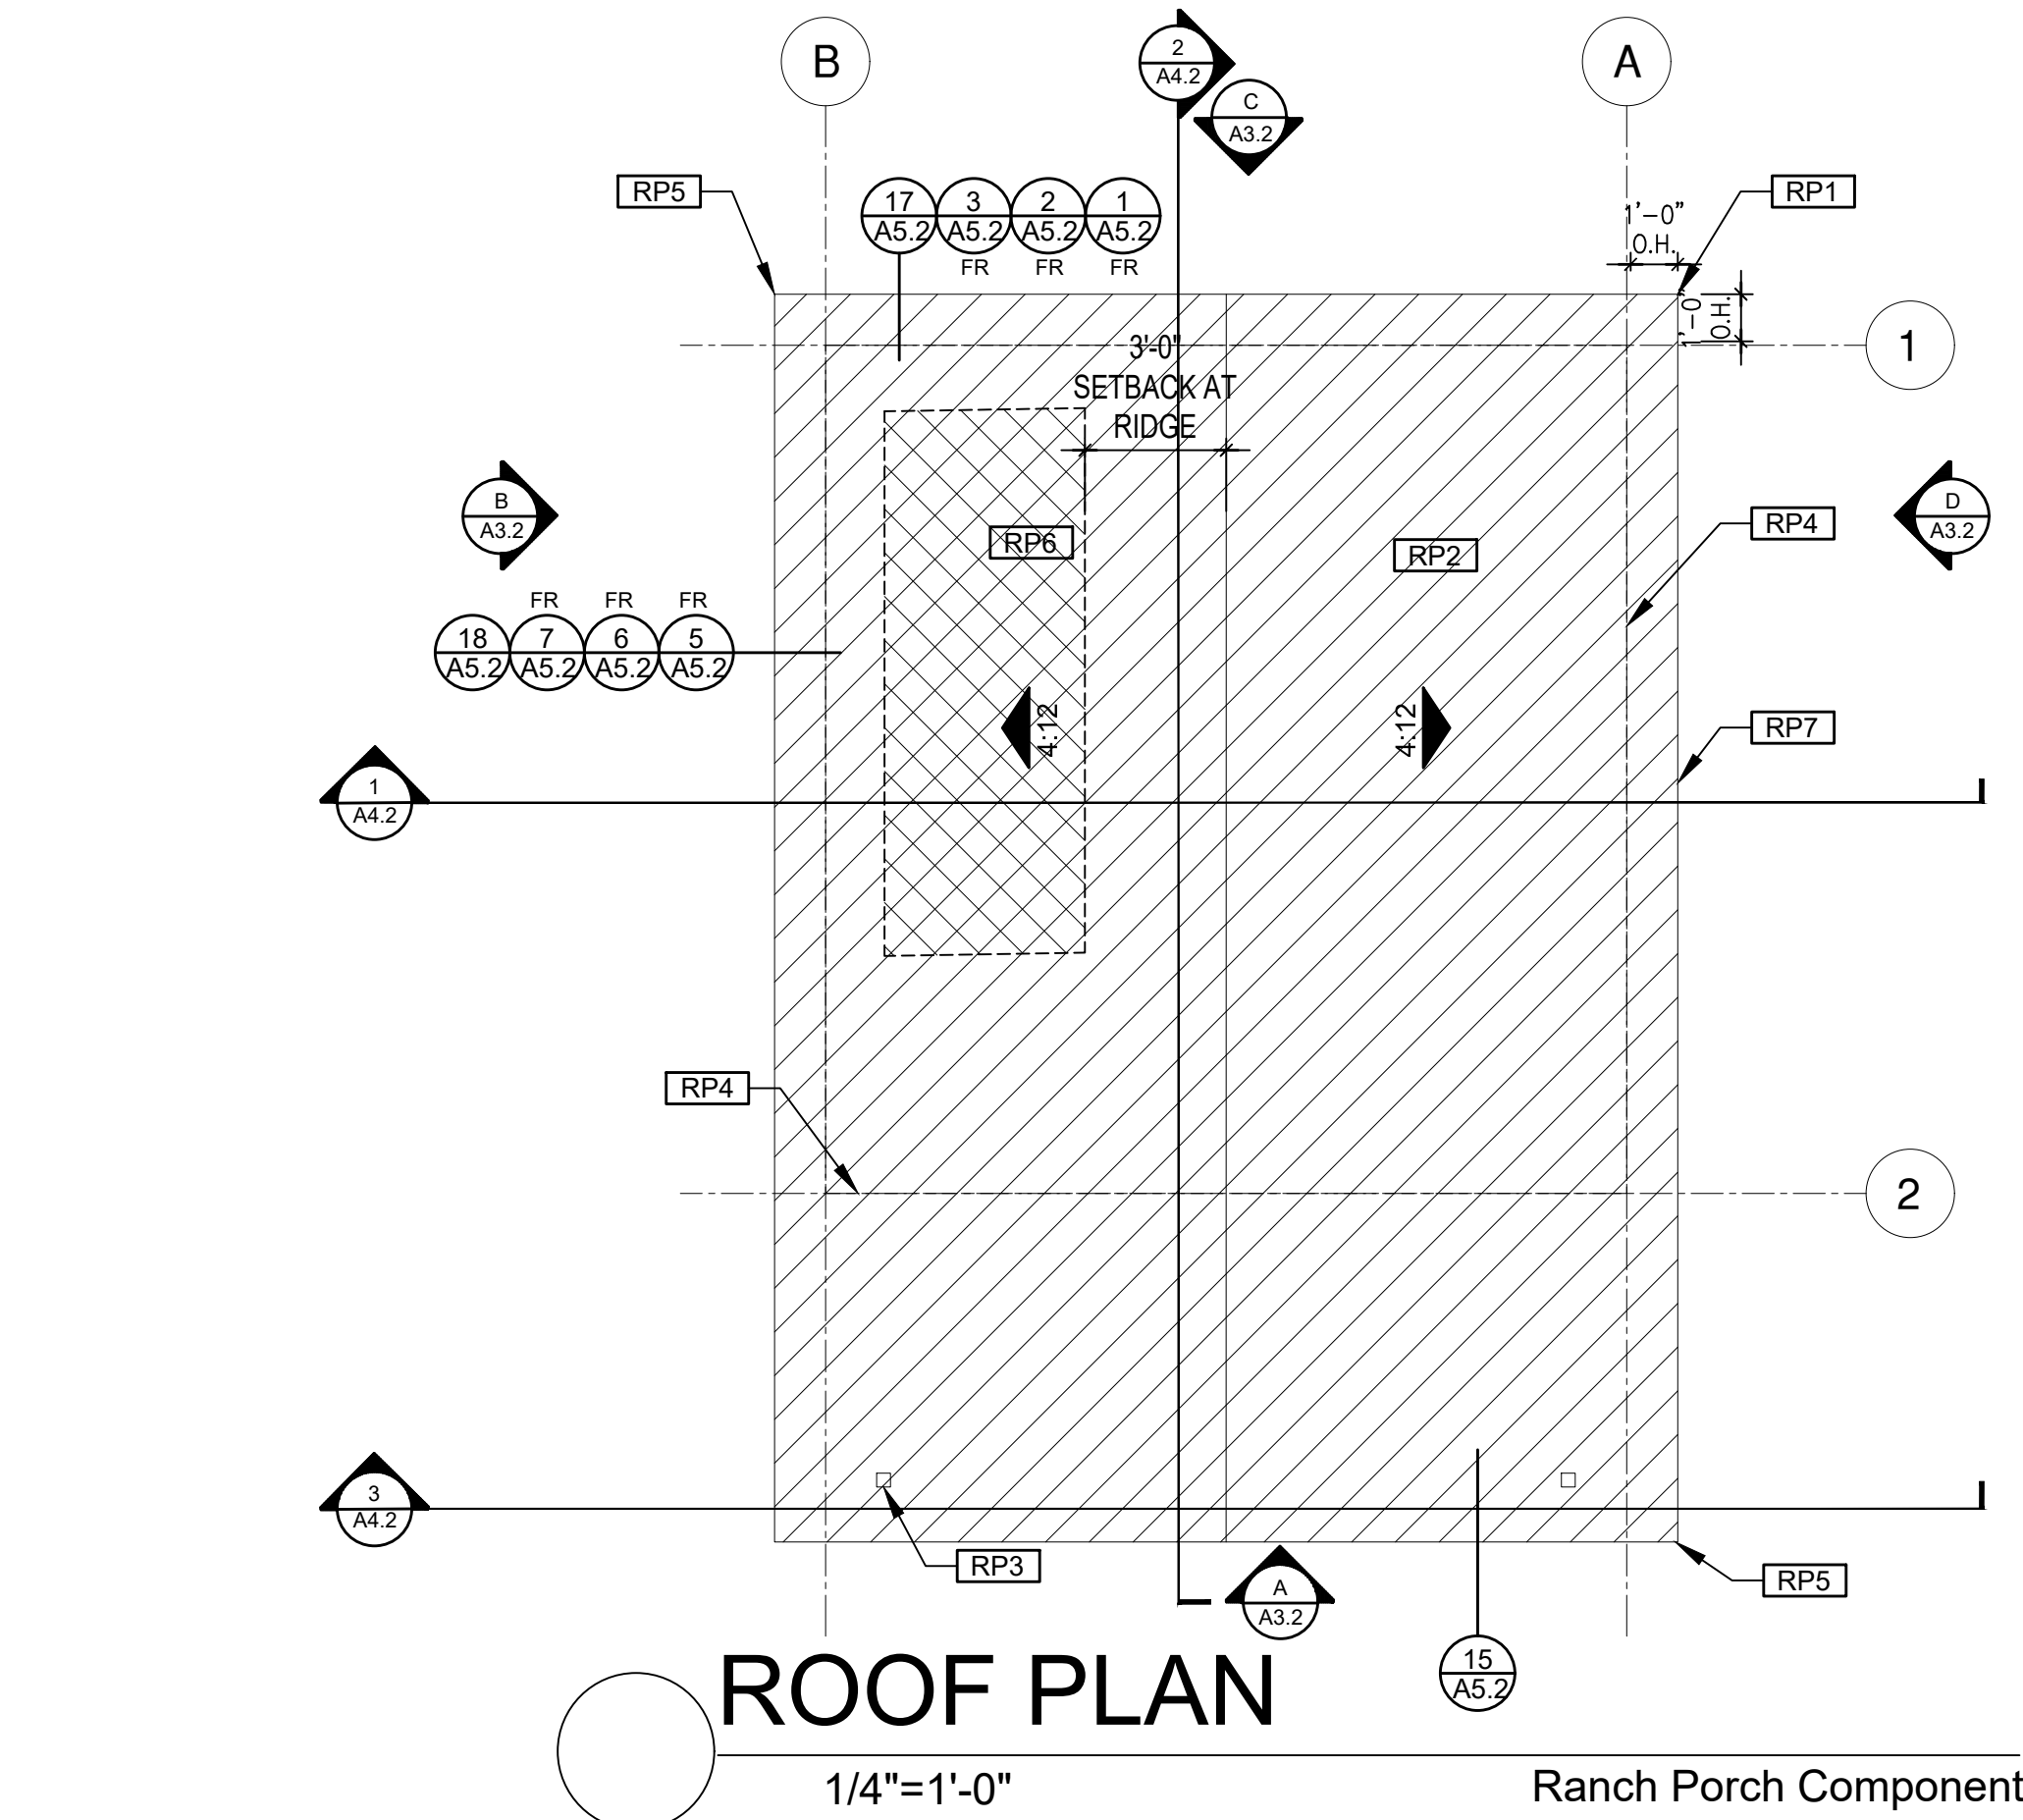 B
2
A4.2
A
C
A3.2
RP5
17
A5.2
3
A5.2
FR
2
A5.2
FR
1
A5.2
FR
RP1
1'-0"
O.H.
1'-0"
O.H.
1
3'-0"
SETBACK AT
RIDGE
B
A3.2
RP6
RP2
RP4
D
A3.2
FR
FR
FR
18
A5.2
7
A5.2
6
A5.2
5
A5.2
4:12
4:12
RP7
1
A4.2
RP4
2
3
A4.2
RP3
A
A3.2
RP5
15
A5.2
ROOF PLAN
1/4"=1'-0"
Ranch Porch Component